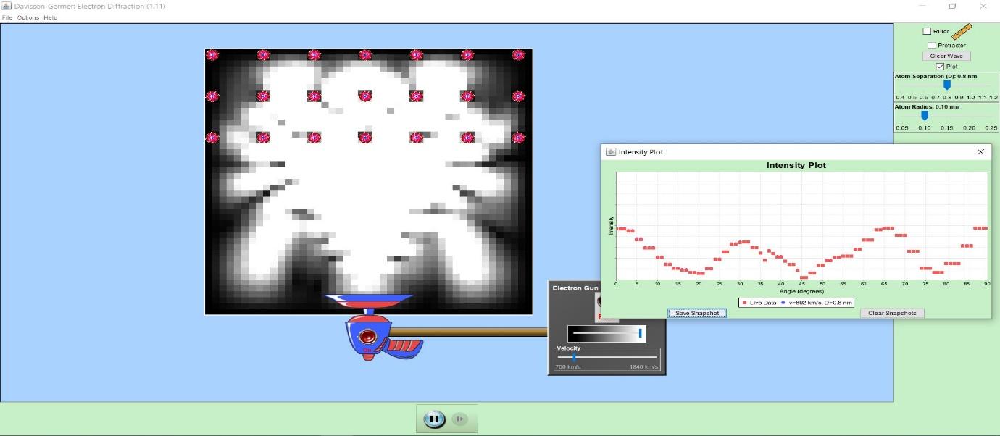 Davisson-Germer: Electron Diffraction (1.11)
File Options Help
Ruler
Protractor
Clear Wave
Plot
Atom Separation (D): 0.8 nm
0.4 0.5 0.6 0.7 0.8 0.9 1.0 1.1 1.2
Atom Radius: 0.10 nm
0.05 0.10 0.15 0.20 0.25
Intensity Plot
Intensity Plot
Intensity
0 5 10 15 20 25 30 35 40 45 50 55 60 65 70 75 80 85 90
Angle (degrees)
Live Data v=892 km/s, D=0.8 nm
Save Snapshot Clear Snapshots
Electron Gun
Velocity
700 km/s 1840 km/s
On